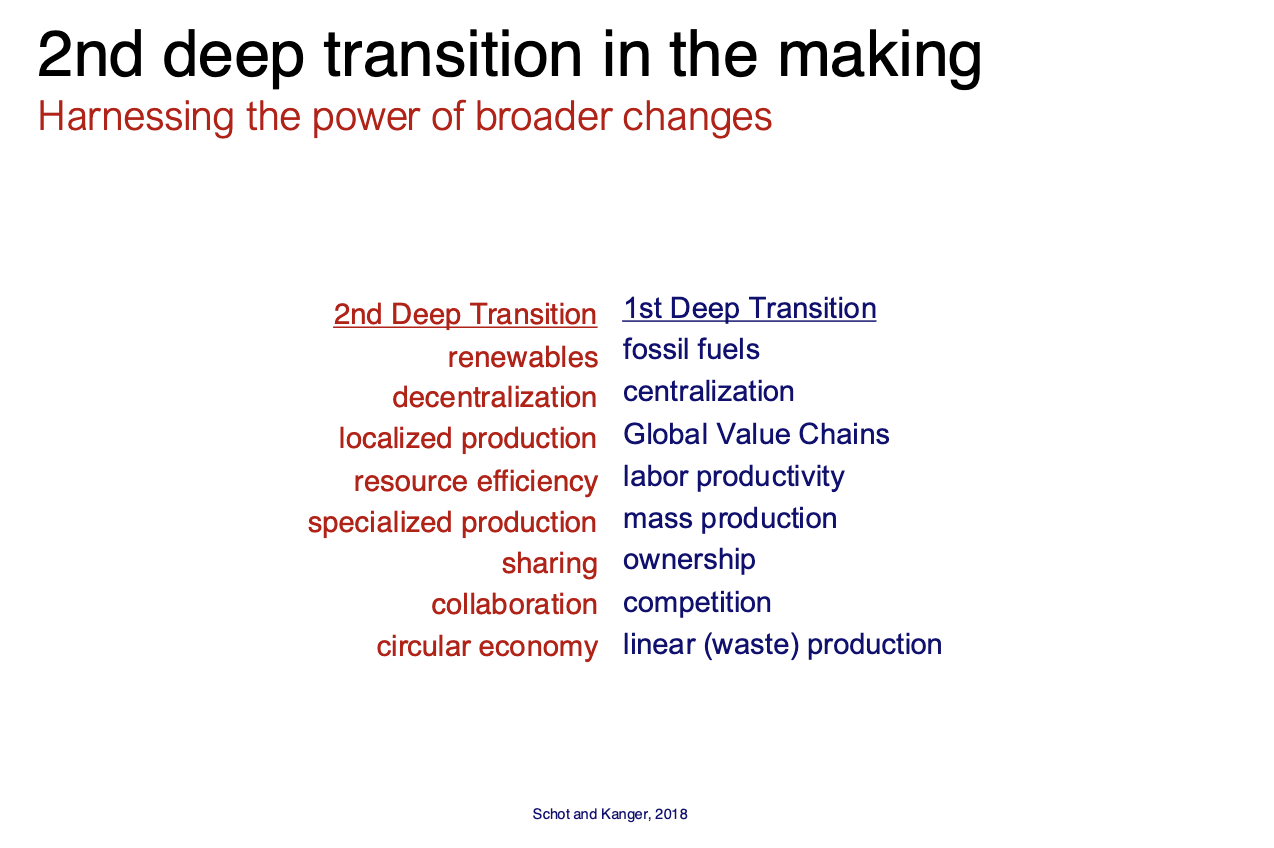 2nd deep transition in the making
Harnessing the power of broader changes
2nd Deep Transition
renewables
decentralization
localized production
resource efficiency
specialized production
sharing
collaboration
circular economy
1st Deep Transition
fossil fuels
centralization
Global Value Chains
labor productivity
mass production
ownership
competition
linear (waste) production
Schot and Kanger, 2018